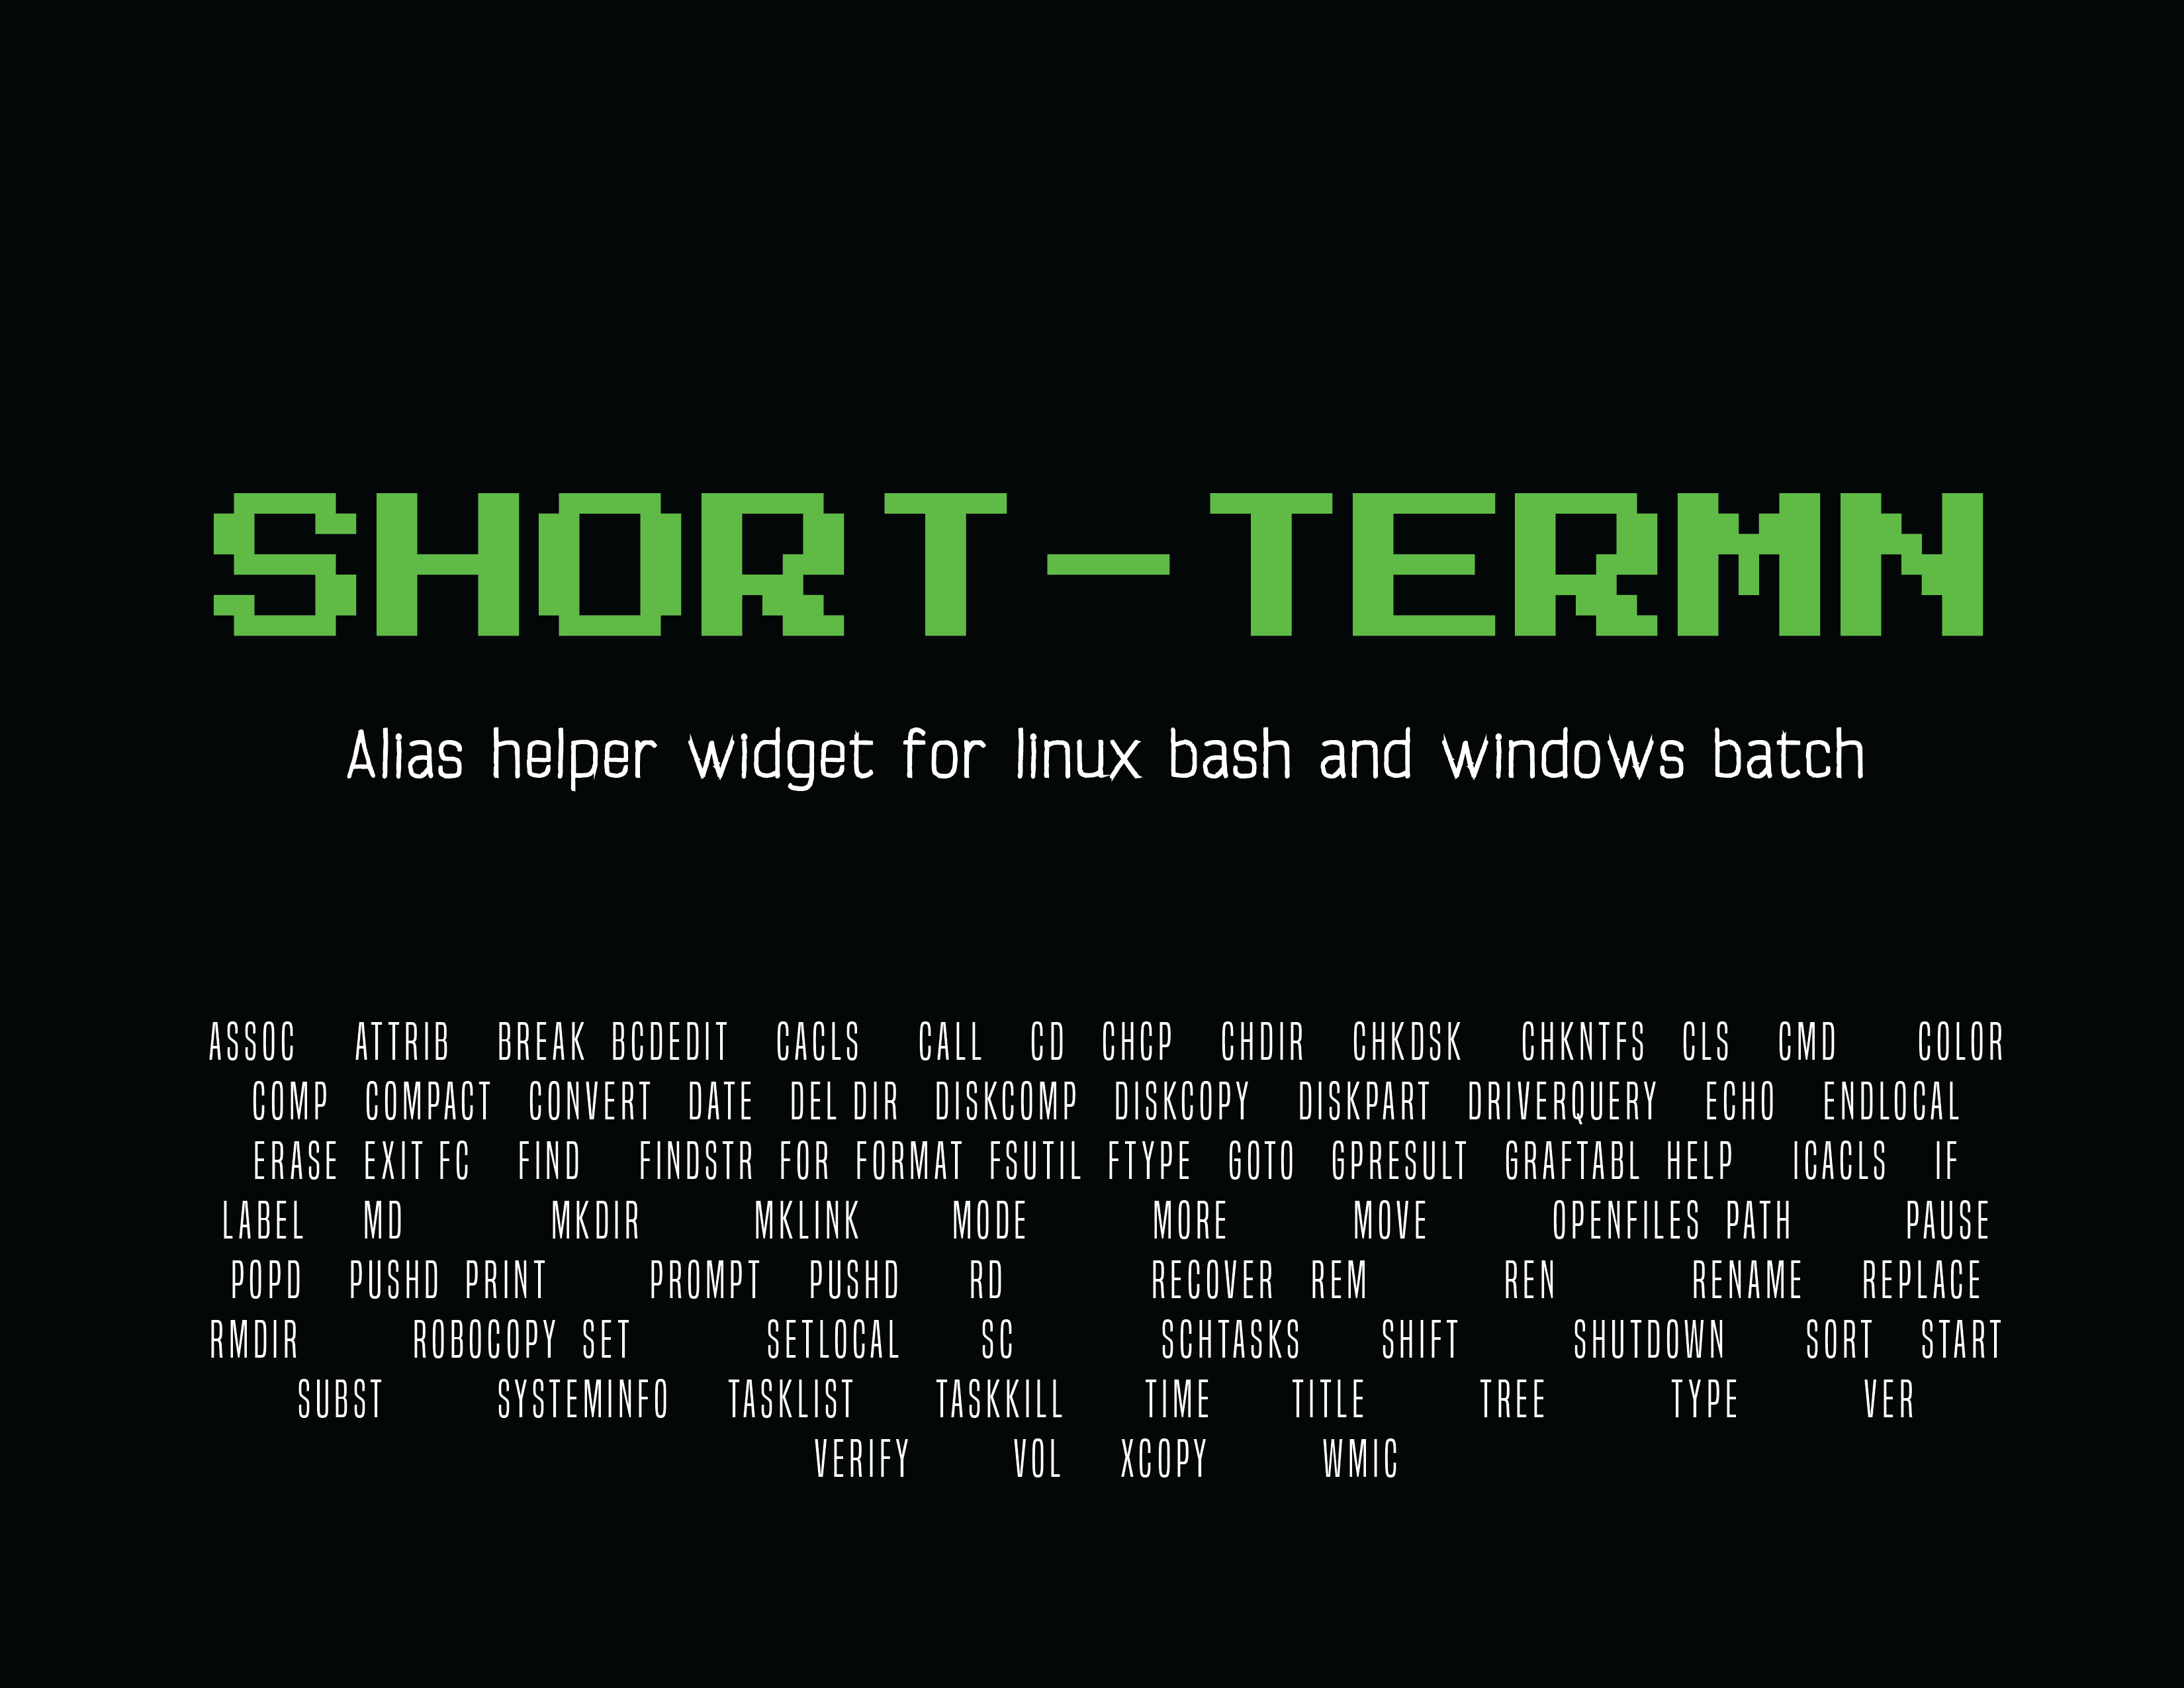 SHORT-TERMN
Alias helper widget for linux bash and windows batch
ASSOC ATTRIB BREAK BCDEDIT CACLS CALL CD CHCP CHDIR CHKDSK CHKNTFS CLS CMD COLOR
COMP COMPACT CONVERT DATE DEL DIR DISKCOMP DISKCOPY DISKPART DRIVERQUERY ECHO ENDLOCAL
ERASE EXIT FC FIND FINDSTR FOR FORMAT FSUTIL FTYPE GOTO GPRESULT GRAFTABL HELP ICACLS IF
LABEL MD MKDIR MKLINK MODE MORE MOVE OPENFILES PATH PAUSE
POPD PUSHD PRINT PROMPT PUSHD RD RECOVER REM REN RENAME REPLACE
RMDIR ROBOCOPY SET SETLOCAL SC SCHTASKS SHIFT SHUTDOWN SORT START
SUBST SYSTEMINFO TASKLIST TASKKILL TIME TITLE TREE TYPE VER
VERIFY VOL XCOPY WMIC